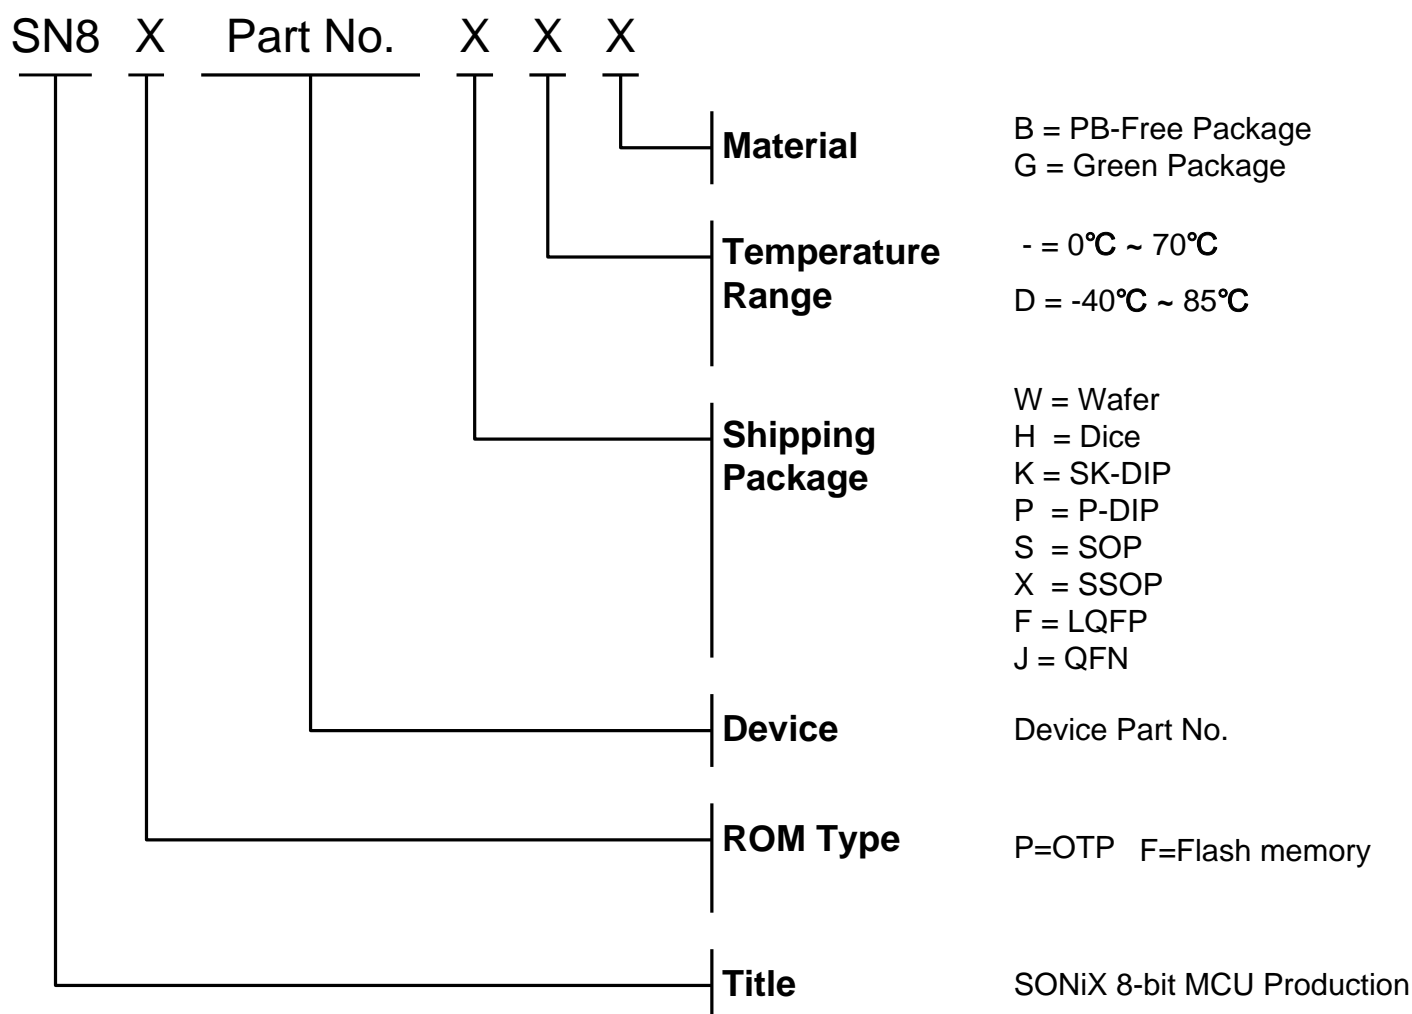 SN8 X Part No. X X X
Material
B = PB-Free Package
G = Green Package
Temperature
Range
- = 0℃ ~ 70℃
D = -40℃ ~ 85℃
Shipping
Package
W = Wafer
H = Dice
K = SK-DIP
P = P-DIP
S = SOP
X = SSOP
F = LQFP
J = QFN
Device
Device Part No.
ROM Type
P=OTP F=Flash memory
Title
SONiX 8-bit MCU Production